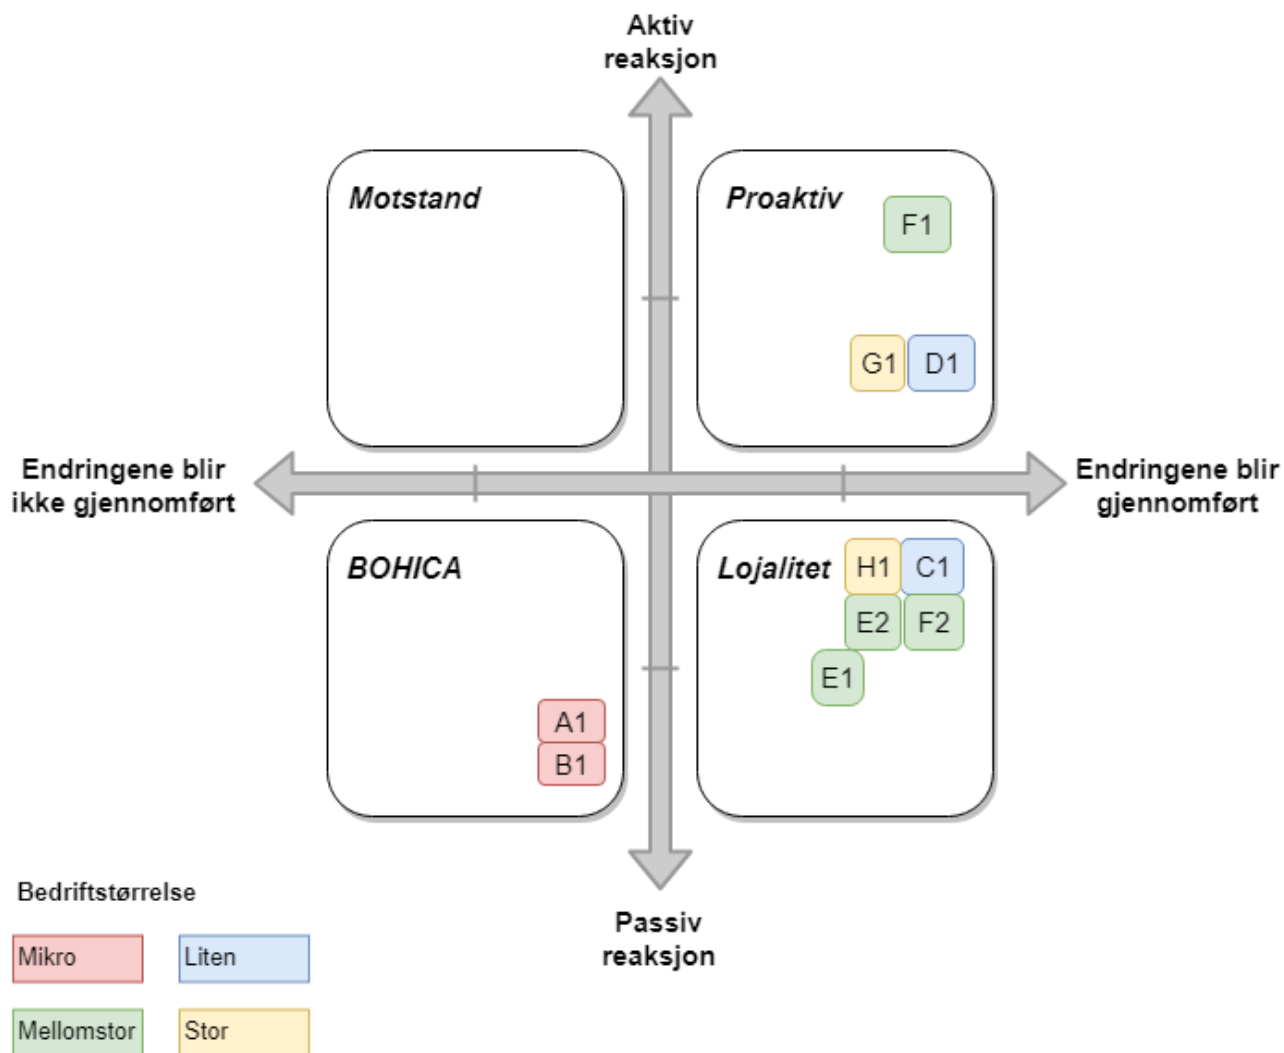 Aktiv
reaksjon
Motstand
Proaktiv
F1
G1
D1
Endringene blir
ikke gjennomført
Endringene blir
gjennomført
BOHICA
Lojalitet
H1
C1
E2
F2
E1
A1
B1
Passiv
reaksjon
Bedriftstørrelse
Mikro
Liten
Mellomstor
Stor